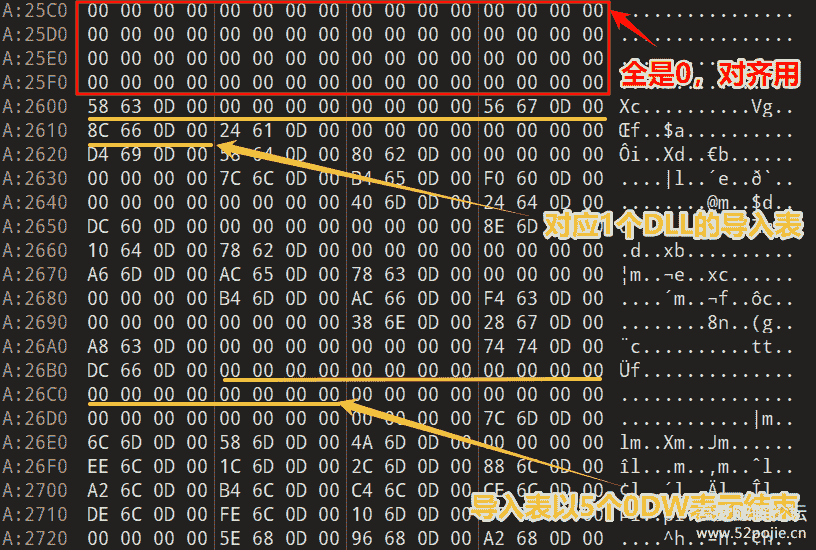 A:25C0 00 00 00 00 00 00 00 00 00 00 00 00 00 00 00 00 ................
A:25D0 00 00 00 00 00 00 00 00 00 00 00 00 00 00 00 00 ................
A:25E0 00 00 00 00 00 00 00 00 00 00 00 00 00 00 00 00
A:25F0 00 00 00 00 00 00 00 00 00 00 00 00 00 00 00 00
全是0，对齐用
A:2600 58 63 0D 00 00 00 00 00 00 00 00 00 56 67 0D 00 Xc..........Vg..
A:2610 8C 66 0D 00 24 61 0D 00 00 00 00 00 00 00 00 00 Œf..$a..........
A:2620 D4 69 0D 00 58 64 0D 00 80 62 0D 00 00 00 00 00 Ôi..Xd..€b......
A:2630 00 00 00 00 7C 6C 0D 00 B4 65 0D 00 F0 60 0D 00 ....|l..´e..ð`..
A:2640 00 00 00 00 00 00 00 00 40 6D 0D 00 24 64 0D 00 ........@m..$d..
A:2650 DC 60 0D 00 00 00 00 00 00 00 00 00 8E 6D
对应1个DLL的导入表
A:2660 10 64 0D 00 78 62 0D 00 00 00 00 00 00 00 00 00 .d..xb..........
A:2670 A6 6D 0D 00 AC 65 0D 00 78 63 0D 00 00 00 00 00 ¦m..¬e..xc......
A:2680 00 00 00 00 B4 6D 0D 00 AC 66 0D 00 F4 63 0D 00 ....´m..¬f..ôc..
A:2690 00 00 00 00 00 00 00 00 38 6E 0D 00 28 67 0D 00 ........8n..(g..
A:26A0 A8 63 0D 00 00 00 00 00 00 00 00 00 74 74 0D 00 ¨c..........tt..
A:26B0 DC 66 0D 00 00 00 00 00 00 00 00 00 00 00 00 00 Üf..............
A:26C0 00 00 00 00 00 00 00 00 00 00 00 00 00 00 00 00 ................
A:26D0 00 00 00 00 00 00 00 00 00 00 00 00 7C 6D 0D 00 ............|m..
A:26E0 6C 6D 0D 00 58 6D 0D 00 4A 6D 0D 00 00 00 00 00 lm..Xm..Jm......
A:26F0 EE 6C 0D 00 1C 6D 0D 00 2C 6D 0D 00 88 6C 0D 00 îl...m..,m..ˆl..
A:2700 A2 6C 0D 00 B4 6C 0D 00 C4 6C 0D 00 CE 6C 0D 00 ¢l..´l..Äl..Îl..
导入表以5个0DW表示结束
A:2710 DE 6C 0D 00 FE 6C 0D 00 10 6D 0D 00
A:2720 00 00 00 00 5E 68 0D 00 96 68 0D 00 A2 68 0D 00
www.52pojie.cn